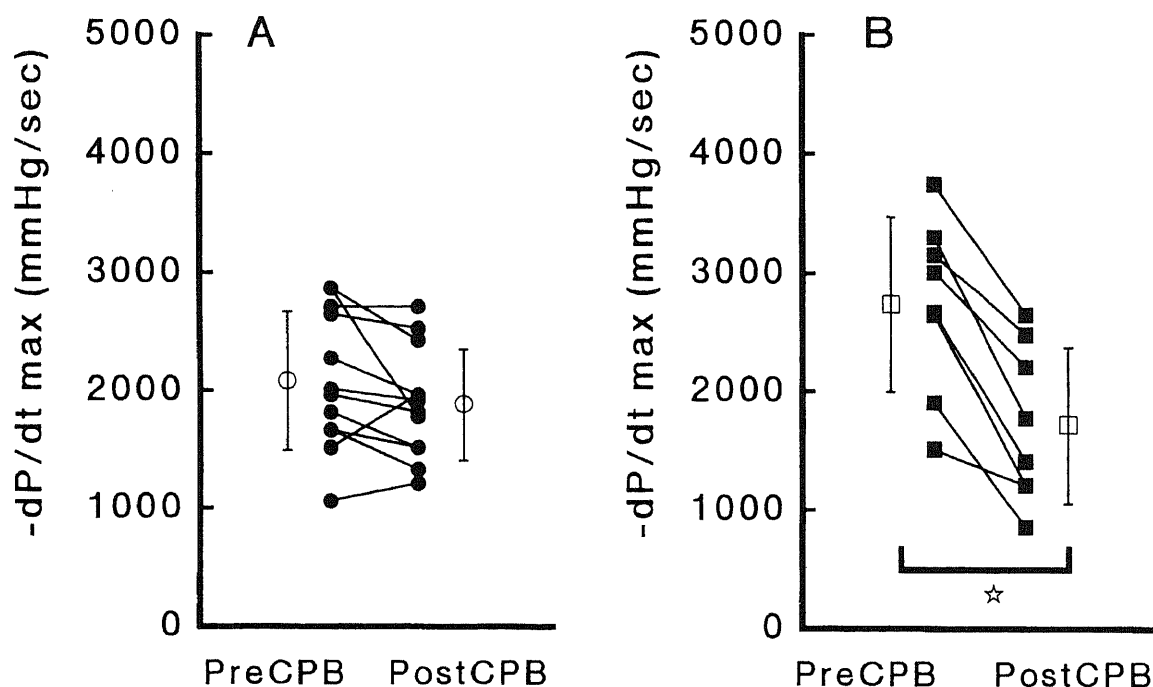 A
-dP/dt max (mmHg/sec)
5000
4000
3000
2000
1000
0
PreCPB PostCPB
B
-dP/dt max (mmHg/sec)
5000
4000
3000
2000
1000
0
☆
PreCPB PostCPB